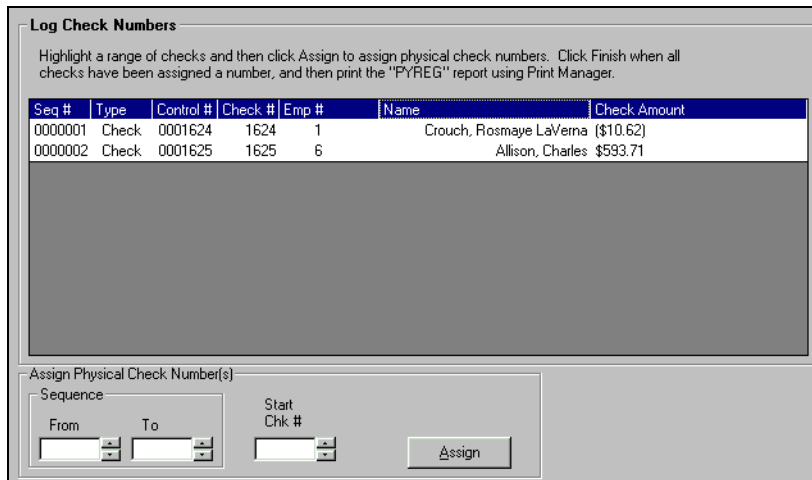 Log Check Numbers
Highlight a range of checks and then click Assign to assign physical check numbers. Click Finish when all
checks have been assigned a number, and then print the "PYREG" report using Print Manager.
Seq # Type Control # Check # Emp # Name Check Amount
0000001 Check 0001624 1624 1 Crouch, Rosmaye LaVerna ($10.62)
0000002 Check 0001625 1625 6 Allison, Charles $593.71
Assign Physical Check Number(s)
Sequence
From To
Start
Chk #
Assign